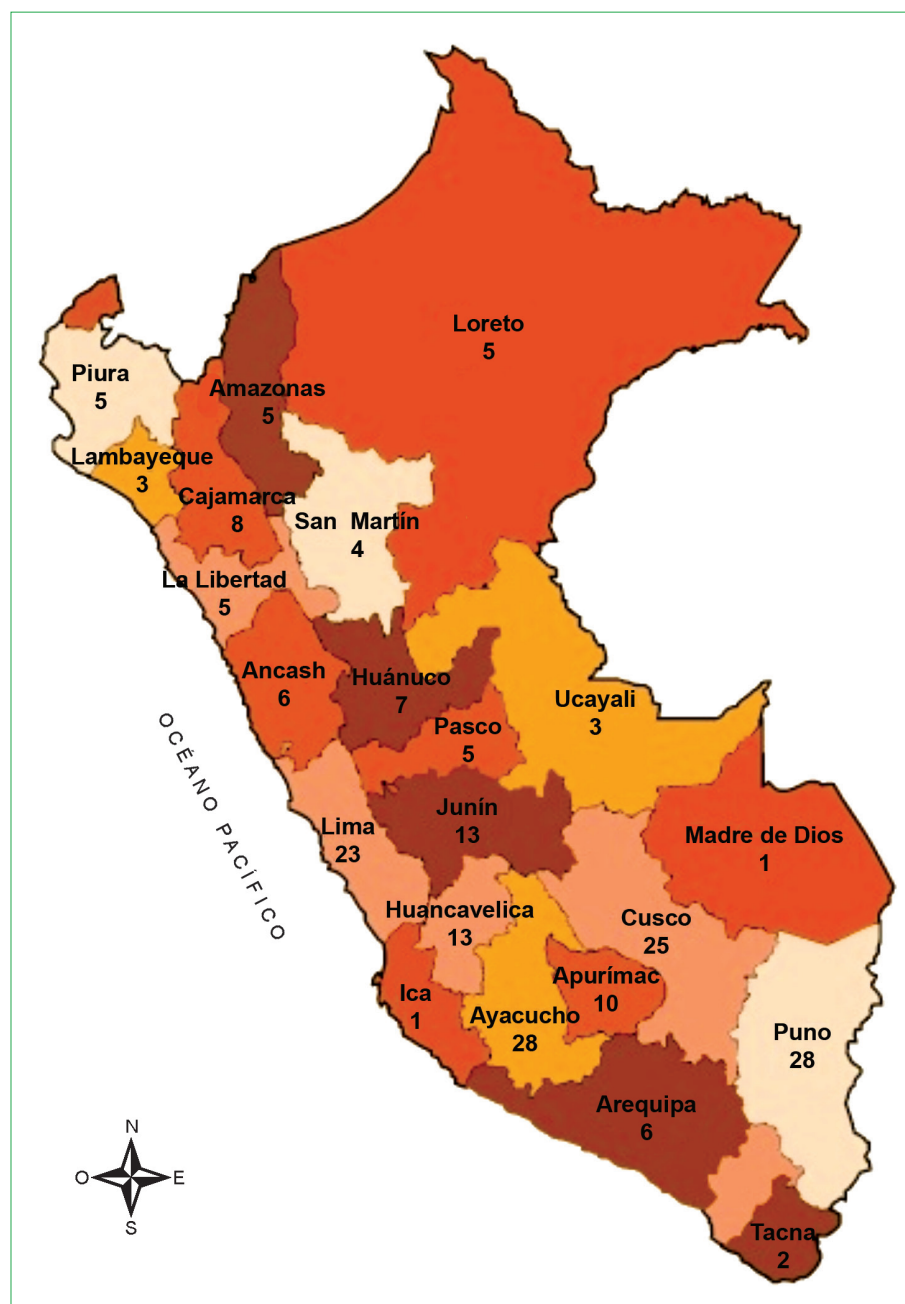 Loreto
5
Piura
5
Amazonas
5
Lambayeque
3
Cajamarca
8
San Martín
4
La Libertad
5
Ancash
6
Huánuco
7
Ucayali
3
Pasco
5
OCÉANO PACÍFICO
Junín
13
Lima
23
Madre de Dios
1
Huancavelica
13
Cusco
25
Apurímac
10
Ica
1
Ayacucho
28
Puno
28
Arequipa
6
N
O
E
S
Tacna
2